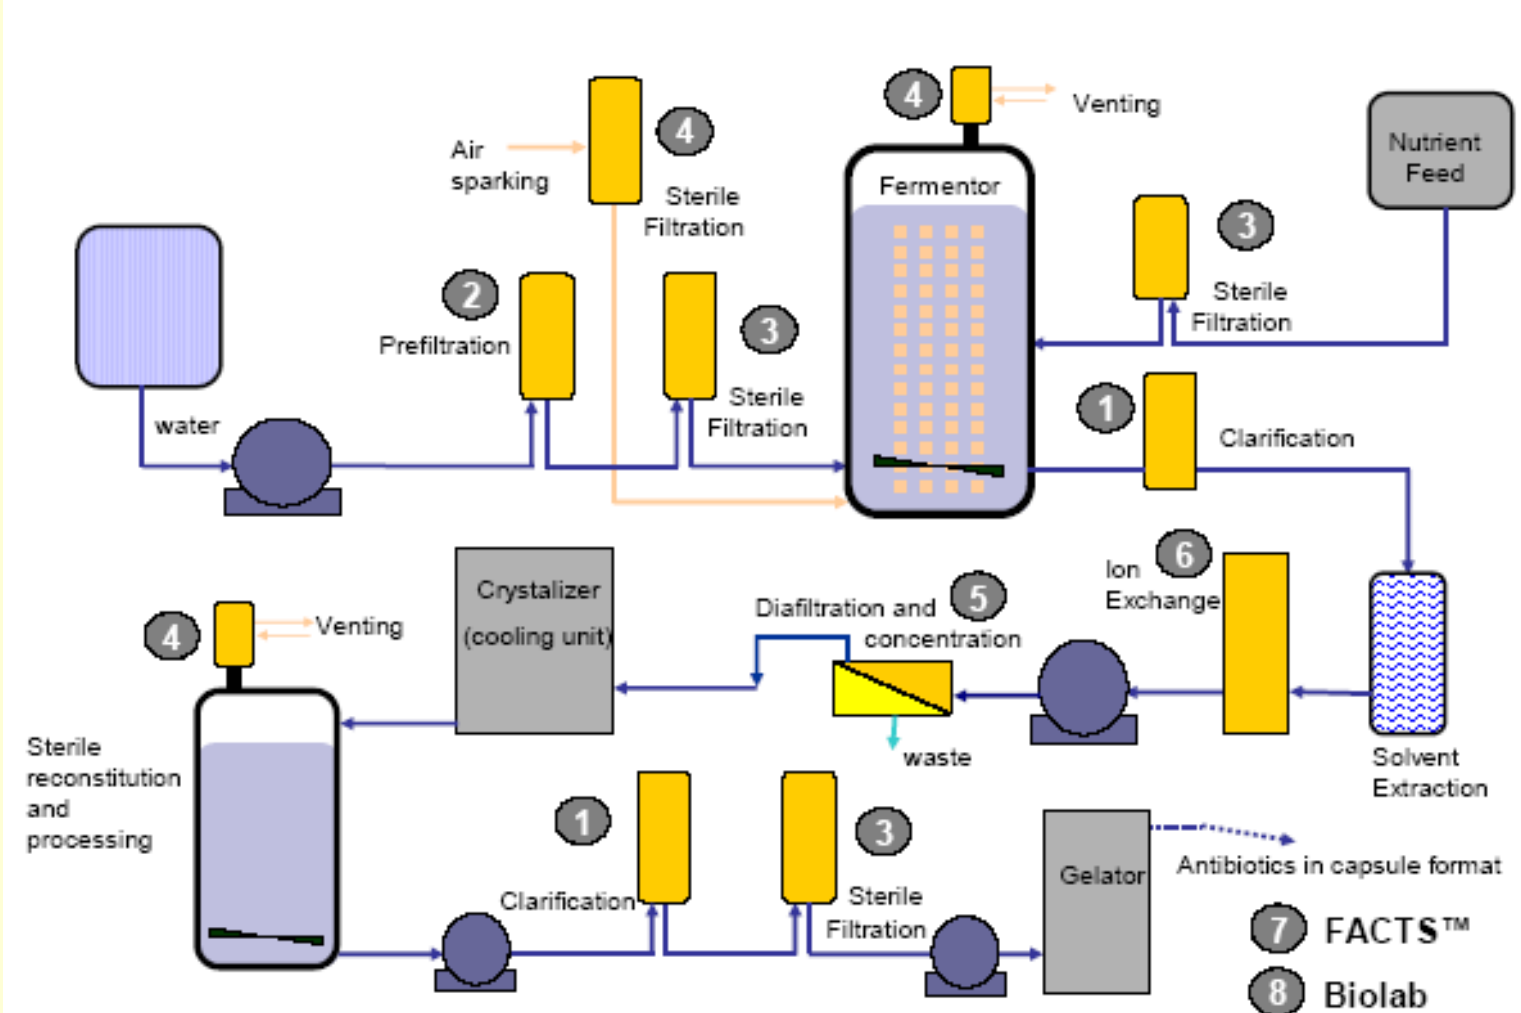 4
Venting
Air
sparking
4
Sterile
Filtration
Fermentor
Nutrient
Feed
3
Sterile
Filtration
2
Prefiltration
3
Sterile
Filtration
water
1
Clarification
Crystalizer
(cooling unit)
Diafiltration and
concentration
5
Ion
Exchange
6
4
Venting
waste
Solvent
Extraction
Sterile
reconstitution
and
processing
1
Clarification
3
Sterile
Filtration
Gelator
Antibiotics in capsule format
7 FACTS™
8 Biolab